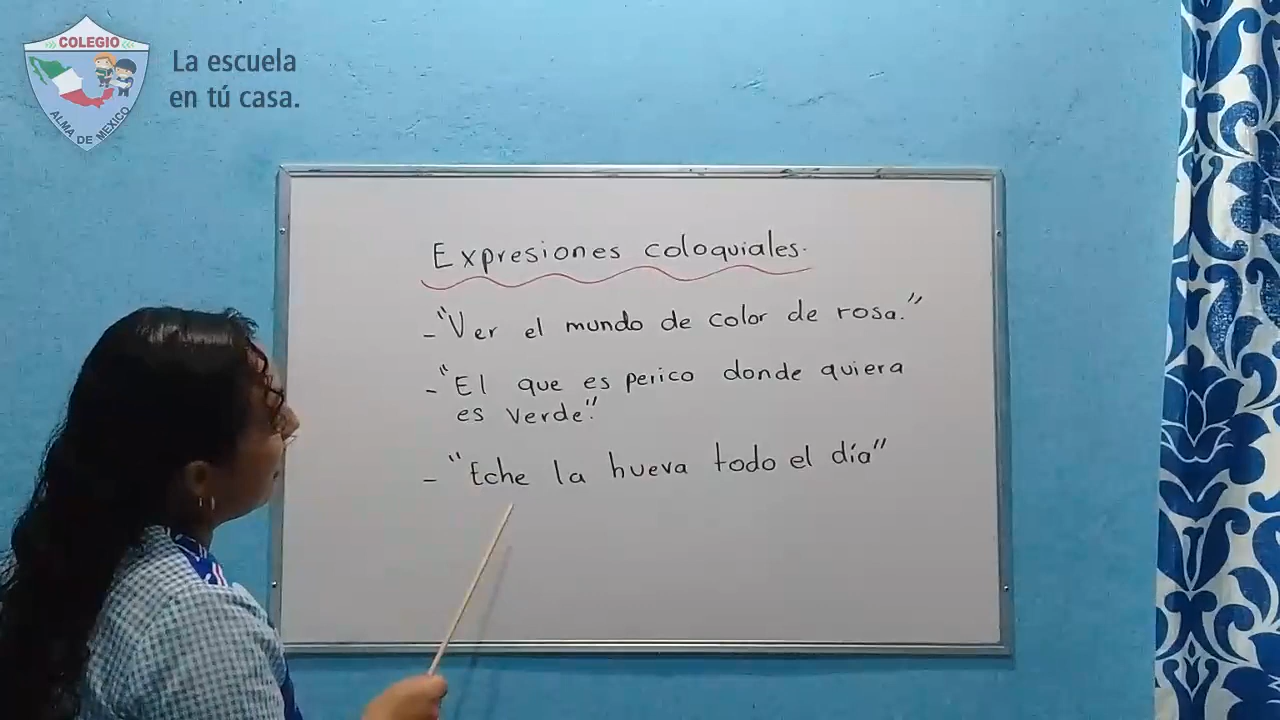 COLEGIO
ALMA DE MEXICO
La escuela
en tú casa.
Expresiones coloquiales.
- "Ver el mundo de color de rosa."
- "El que es perico donde quiera
es verde."
- "Eche la hueva todo el día"